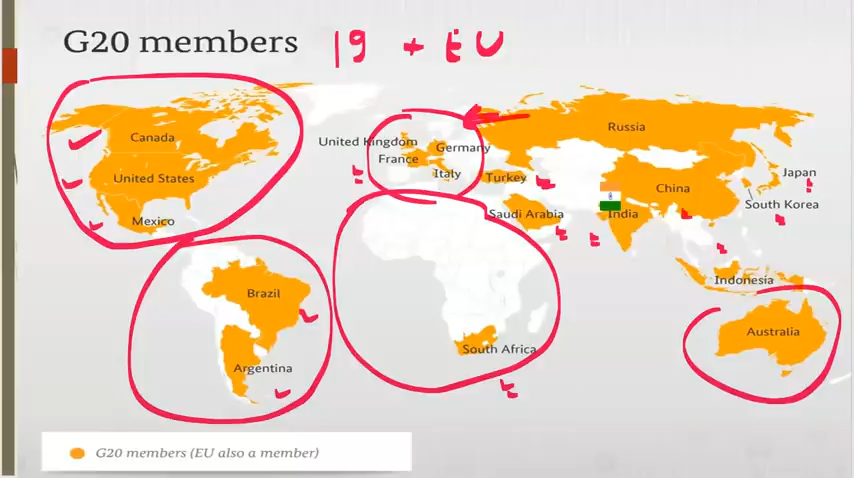 G20 members 19 + EU
Canada
United States
Mexico
United Kingdom
France
Germany
Italy
Turkey
Russia
China
Japan
South Korea
Saudi Arabia
India
Indonesia
Brazil
Argentina
South Africa
Australia
G20 members (EU also a member)